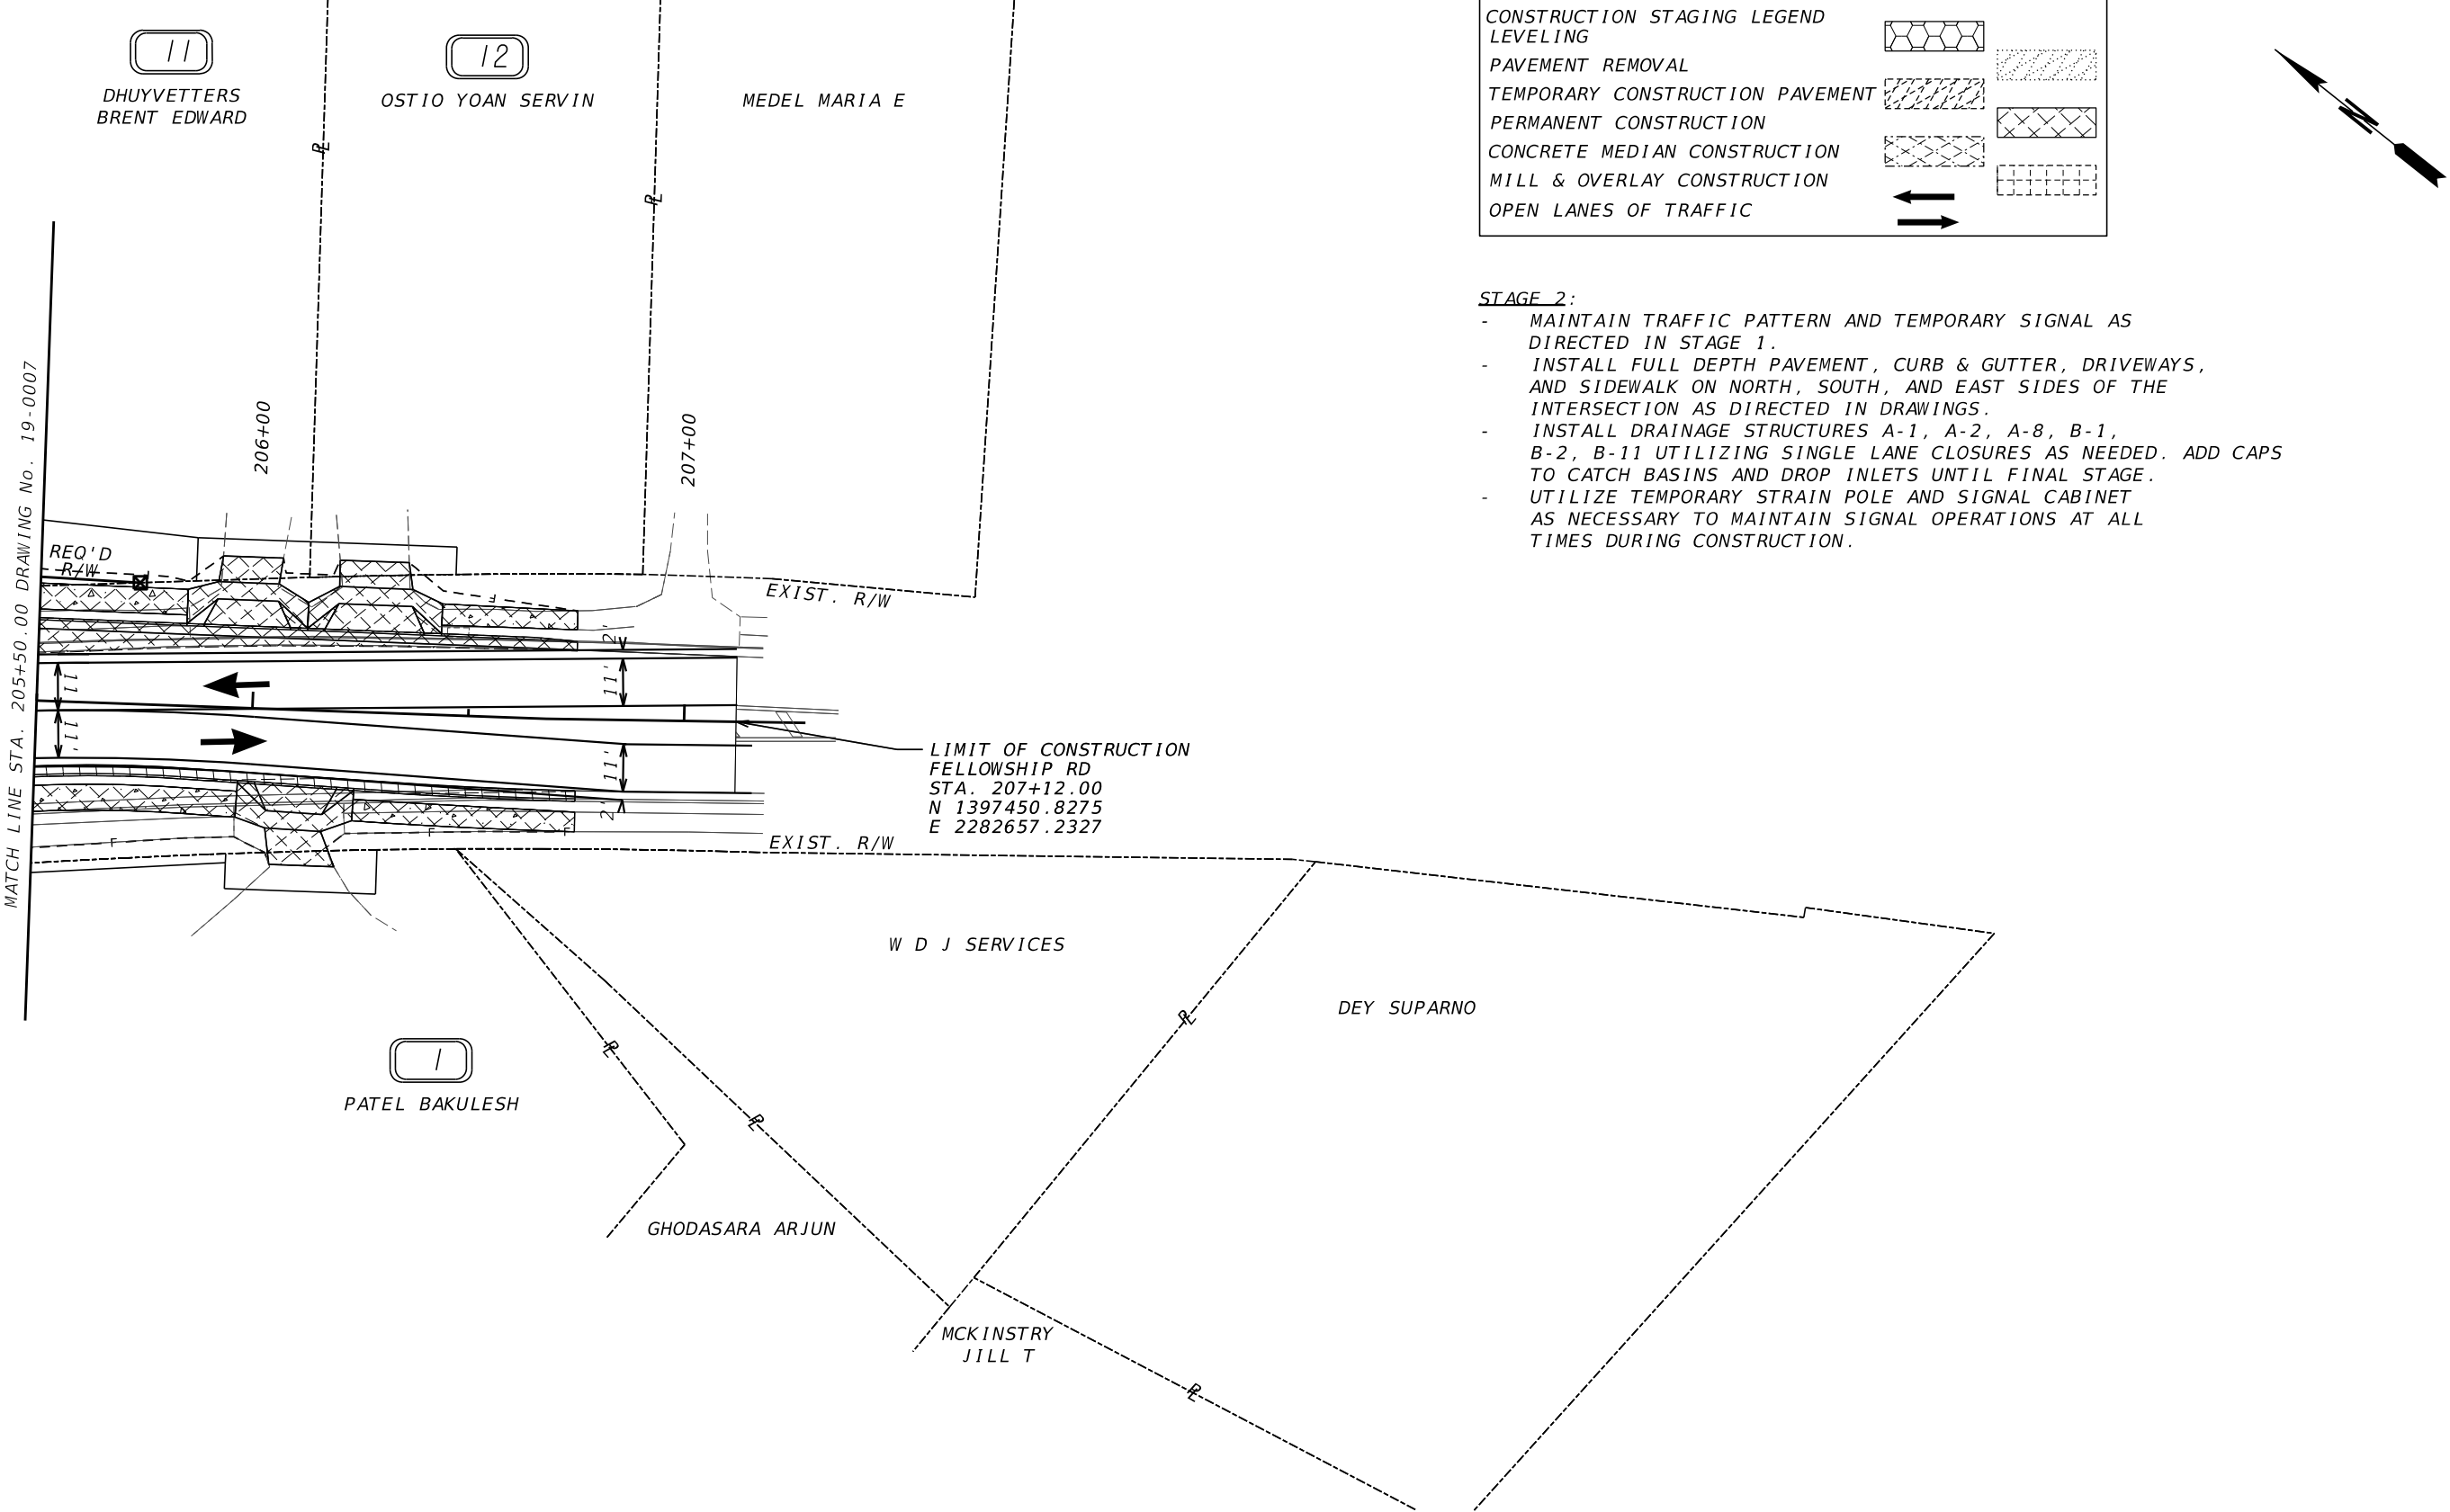 11
DHUYVETTERS
BRENT EDWARD
12
OSTIO YOAN SERVIN
MEDEL MARIA E
PL
PL
CONSTRUCTION STAGING LEGEND
LEVELING
PAVEMENT REMOVAL
TEMPORARY CONSTRUCTION PAVEMENT
PERMANENT CONSTRUCTION
CONCRETE MEDIAN CONSTRUCTION
MILL & OVERLAY CONSTRUCTION
OPEN LANES OF TRAFFIC
N
STAGE 2:
- MAINTAIN TRAFFIC PATTERN AND TEMPORARY SIGNAL AS
DIRECTED IN STAGE 1.
- INSTALL FULL DEPTH PAVEMENT, CURB & GUTTER, DRIVEWAYS,
AND SIDEWALK ON NORTH, SOUTH, AND EAST SIDES OF THE
INTERSECTION AS DIRECTED IN DRAWINGS.
- INSTALL DRAINAGE STRUCTURES A-1, A-2, A-8, B-1,
B-2, B-11 UTILIZING SINGLE LANE CLOSURES AS NEEDED. ADD CAPS
TO CATCH BASINS AND DROP INLETS UNTIL FINAL STAGE.
- UTILIZE TEMPORARY STRAIN POLE AND SIGNAL CABINET
AS NECESSARY TO MAINTAIN SIGNAL OPERATIONS AT ALL
TIMES DURING CONSTRUCTION.
MATCH LINE STA. 205+50.00 DRAWING No. 19-0007
206+00
207+00
REQ'D
R/W
EXIST. R/W
2'
11'
11'
11'
11'
2'
F
F
F
F
LIMIT OF CONSTRUCTION
FELLOWSHIP RD
STA. 207+12.00
N 1397450.8275
E 2282657.2327
EXIST. R/W
W D J SERVICES
DEY SUPARNO
PL
PL
PL
1
PATEL BAKULESH
GHODASARA ARJUN
MCKINSTRY
JILL T
PL